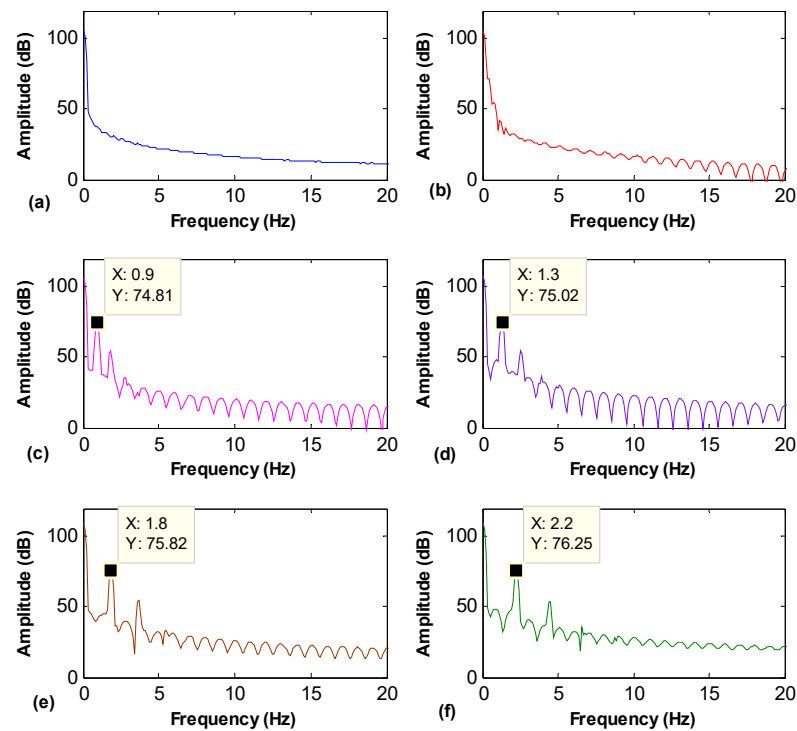 100
50
0
0 5 10 15 20
Amplitude (dB)
Frequency (Hz)
(a)
100
50
0
0 5 10 15 20
Amplitude (dB)
Frequency (Hz)
(b)
X: 0.9
Y: 74.81
100
50
0
0 5 10 15 20
Amplitude (dB)
Frequency (Hz)
(c)
X: 1.3
Y: 75.02
100
50
0
0 5 10 15 20
Amplitude (dB)
Frequency (Hz)
(d)
X: 1.8
Y: 75.82
100
50
0
0 5 10 15 20
Amplitude (dB)
Frequency (Hz)
(e)
X: 2.2
Y: 76.25
100
50
0
0 5 10 15 20
Amplitude (dB)
Frequency (Hz)
(f)